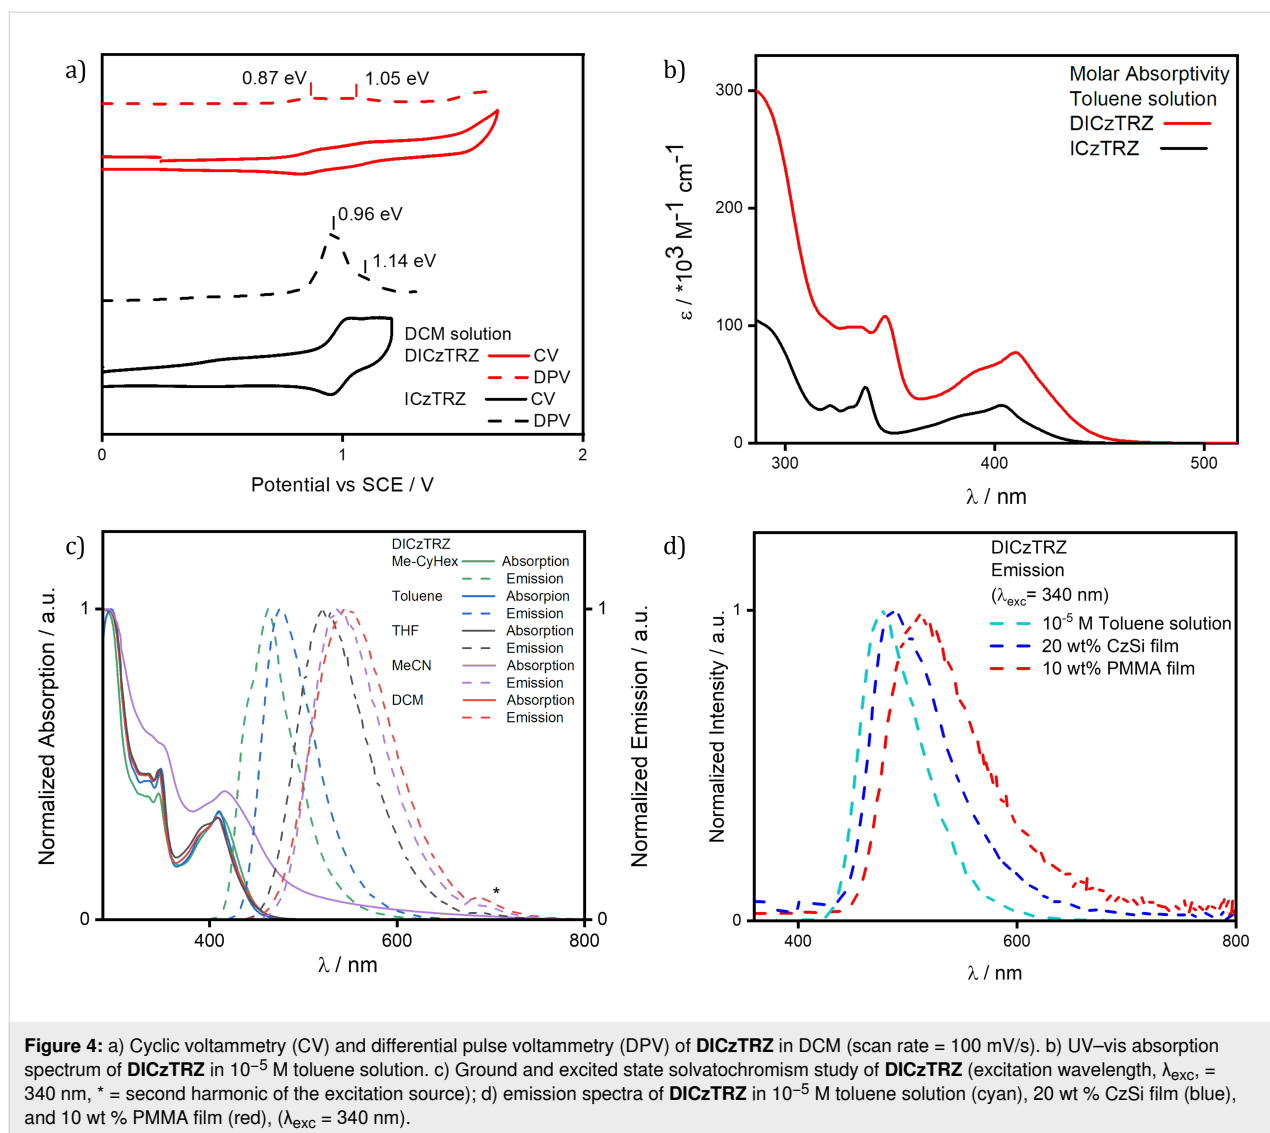 a)
0.87 eV
1.05 eV
0.96 eV
1.14 eV
DCM solution
DICzTRZ CV
DPV
ICzTRZ CV
DPV
0 1 2
Potential vs SCE / V
b)
Molar Absorptivity
Toluene solution
DICzTRZ
ICzTRZ
300
200
100
0
ε / *10³ M⁻¹ cm⁻¹
300 400 500
λ / nm
c)
DICzTRZ
Me-CyHex Absorption
Emission
Toluene Absorpion
Emission
THF Absorption
Emission
MeCN Absorption
Emission
DCM Absorption
Emission
1
0
Normalized Absorption / a.u.
1
0
Normalized Emission / a.u.
*
400 600 800
λ / nm
d)
DICzTRZ
Emission
(λexc= 340 nm)
10⁻⁵ M Toluene solution
20 wt% CzSi film
10 wt% PMMA film
1
0
Normalized Intensity / a.u.
400 600 800
λ / nm
Figure 4: a) Cyclic voltammetry (CV) and differential pulse voltammetry (DPV) of DICzTRZ in DCM (scan rate = 100 mV/s). b) UV–vis absorption
spectrum of DICzTRZ in 10⁻⁵ M toluene solution. c) Ground and excited state solvatochromism study of DICzTRZ (excitation wavelength, λexc, =
340 nm, * = second harmonic of the excitation source); d) emission spectra of DICzTRZ in 10⁻⁵ M toluene solution (cyan), 20 wt % CzSi film (blue),
and 10 wt % PMMA film (red), (λexc = 340 nm).